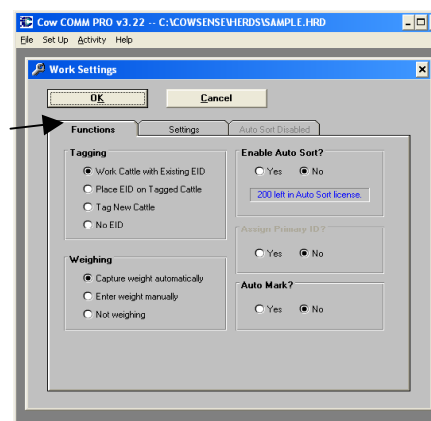 Cow COMM PRO v3.22 -- C:\COWSENSE\HERDS\SAMPLE.HRD
File Set Up Activity Help
Work Settings
OK Cancel
Functions Settings Auto Sort Disabled
Tagging
Work Cattle with Existing EID
Place EID on Tagged Cattle
Tag New Cattle
No EID
Weighing
Capture weight automatically
Enter weight manually
Not weighing
Enable Auto Sort?
Yes No
200 left in Auto Sort license.
Assign Primary ID?
Yes No
Auto Mark?
Yes No